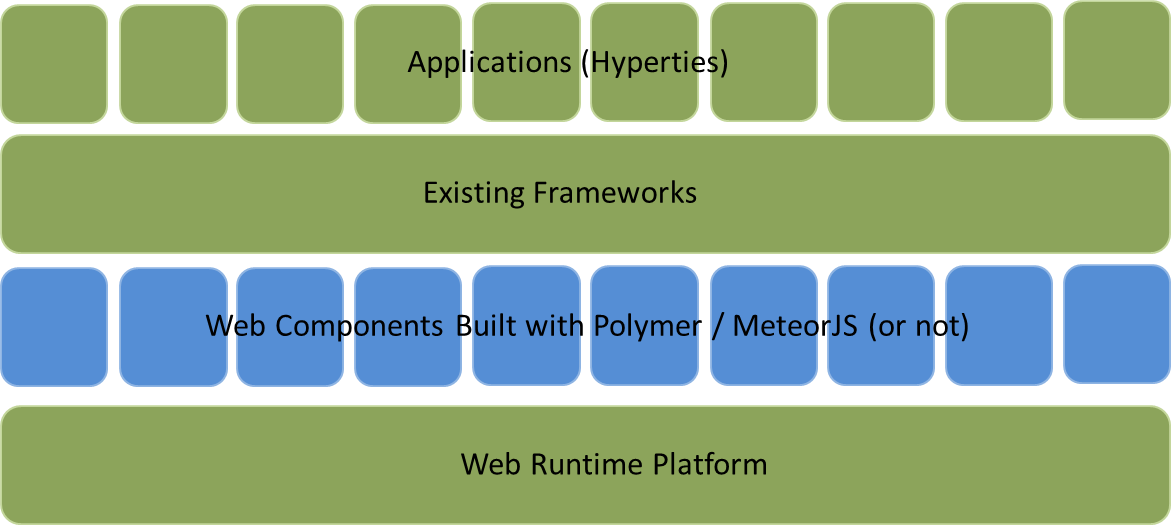 Applications (Hyperties)
Existing Frameworks
Web Components Built with Polymer / MeteorJS (or not)
Web Runtime Platform